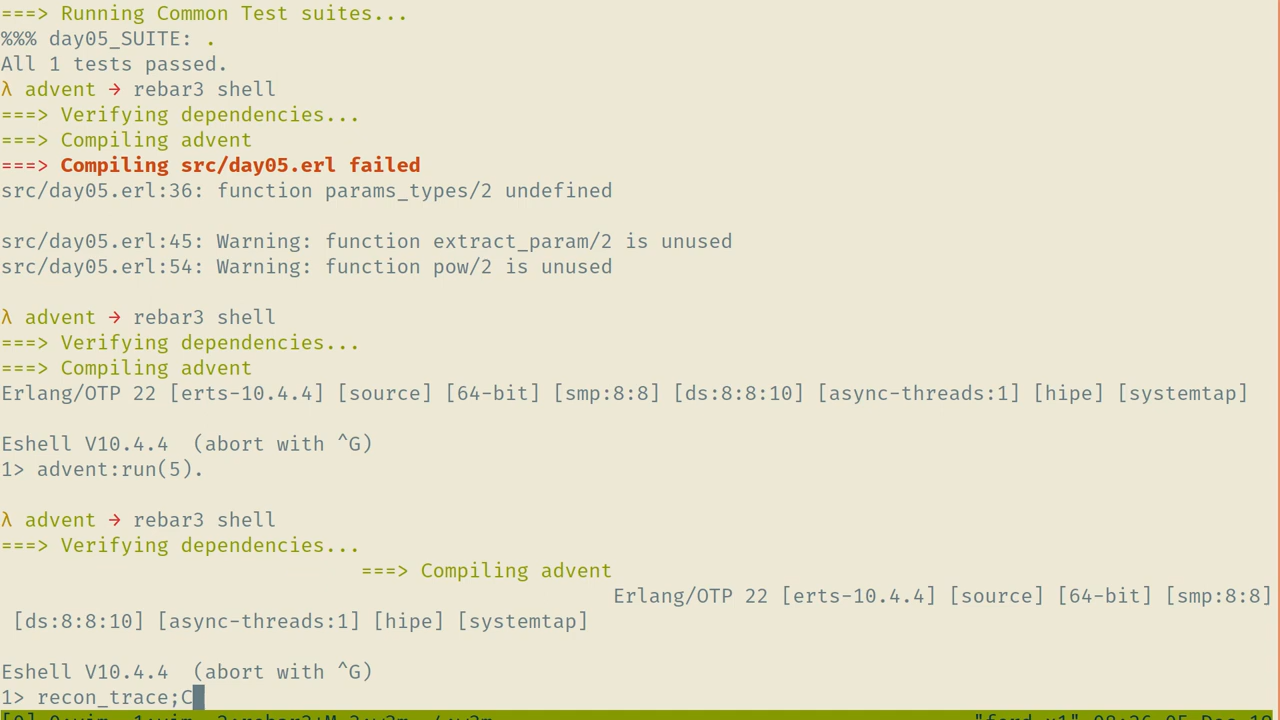 ===> Running Common Test suites...
%%% day05_SUITE: .
All 1 tests passed.
λ advent → rebar3 shell
===> Verifying dependencies...
===> Compiling advent
===> Compiling src/day05.erl failed
src/day05.erl:36: function params_types/2 undefined
src/day05.erl:45: Warning: function extract_param/2 is unused
src/day05.erl:54: Warning: function pow/2 is unused
λ advent → rebar3 shell
===> Verifying dependencies...
===> Compiling advent
Erlang/OTP 22 [erts-10.4.4] [source] [64-bit] [smp:8:8] [ds:8:8:10] [async-threads:1] [hipe] [systemtap]
Eshell V10.4.4  (abort with ^G)
1> advent:run(5).
λ advent → rebar3 shell
===> Verifying dependencies...
===> Compiling advent
Erlang/OTP 22 [erts-10.4.4] [source] [64-bit] [smp:8:8]
[ds:8:8:10] [async-threads:1] [hipe] [systemtap]
Eshell V10.4.4  (abort with ^G)
1> recon_trace;C